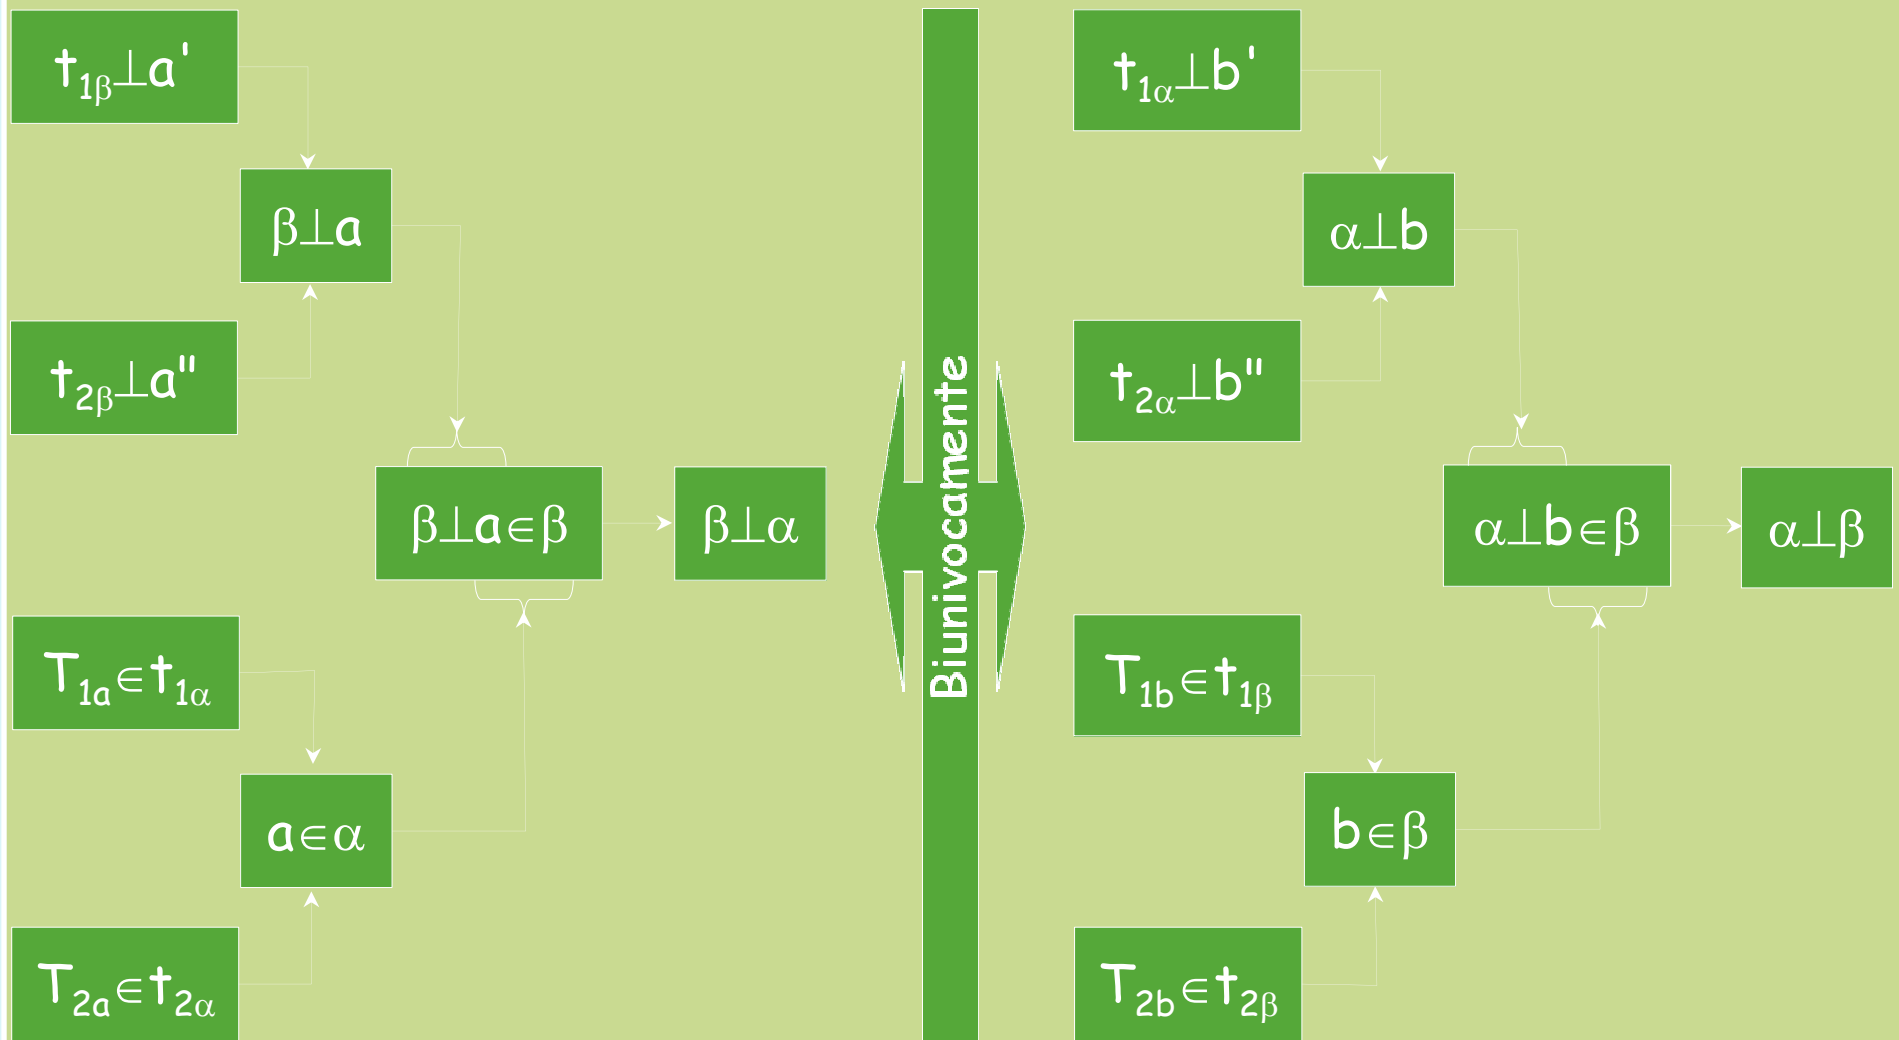 t₁ᵦ⊥a'
β⊥a
t₂ᵦ⊥a"
β⊥a∈β
β⊥α
T₁ₐ∈t₁α
a∈α
T₂ₐ∈t₂α
Biunivocamente
t₁α⊥b'
α⊥b
t₂α⊥b"
α⊥b∈β
α⊥β
T₁b∈t₁ᵦ
b∈β
T₂b∈t₂ᵦ